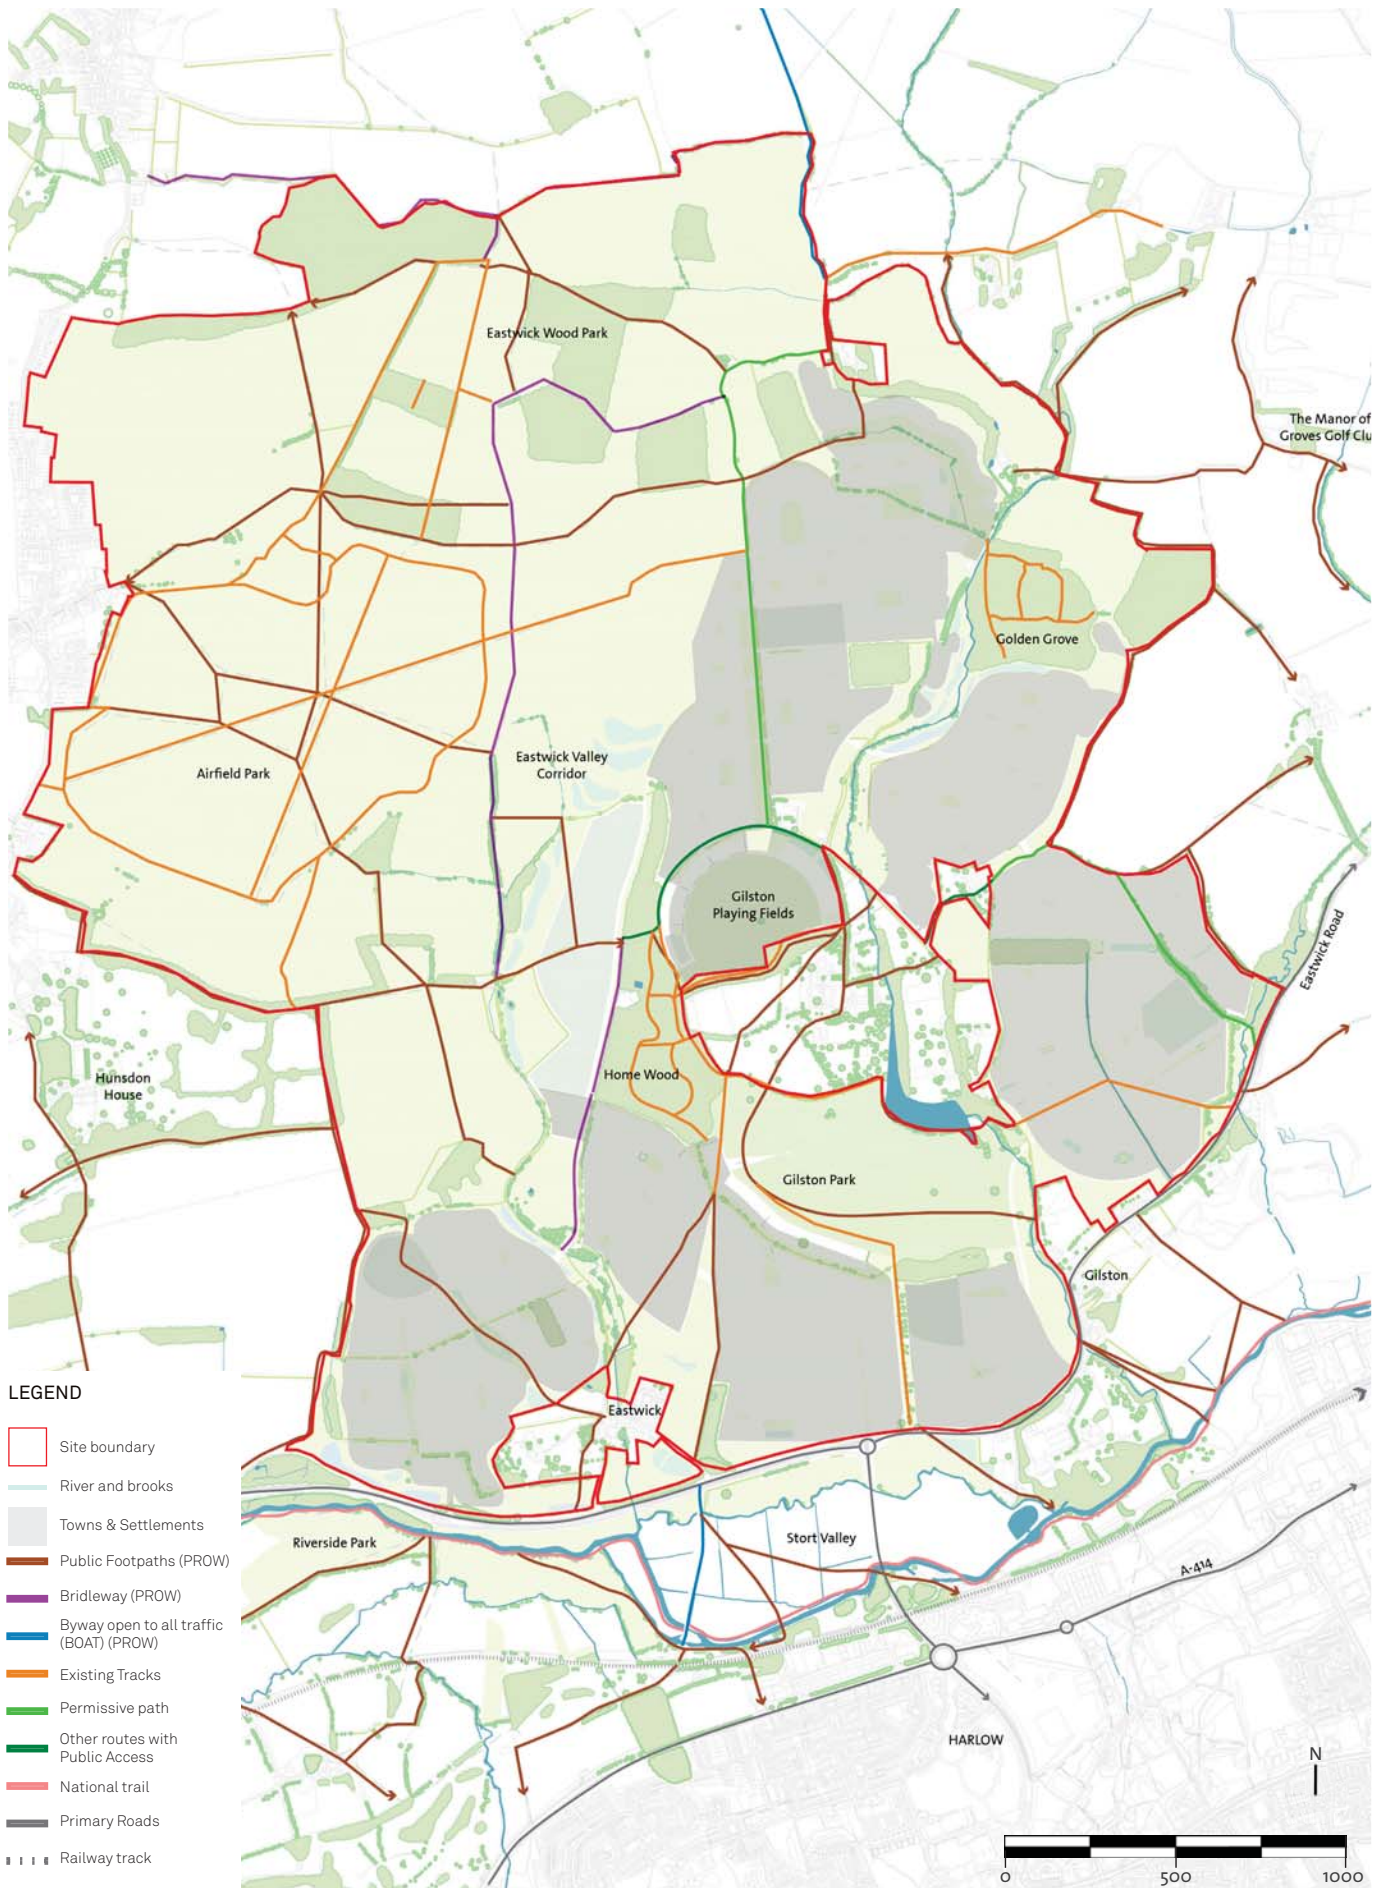 Eastwick Wood Park
The Manor of
Groves Golf Clu
Golden Grove
Eastwick Valley
Corridor
Airfield Park
Gilston
Playing Fields
Eastwick Road
Hunsdon
House
Home Wood
Gilston Park
Gilston
Eastwick
Riverside Park
Stort Valley
A-414
HARLOW
LEGEND
Site boundary
River and brooks
Towns & Settlements
Public Footpaths (PROW)
Bridleway (PROW)
Byway open to all traffic
(BOAT) (PROW)
Existing Tracks
Permissive path
Other routes with
Public Access
National trail
Primary Roads
Railway track
N
0 500 1000